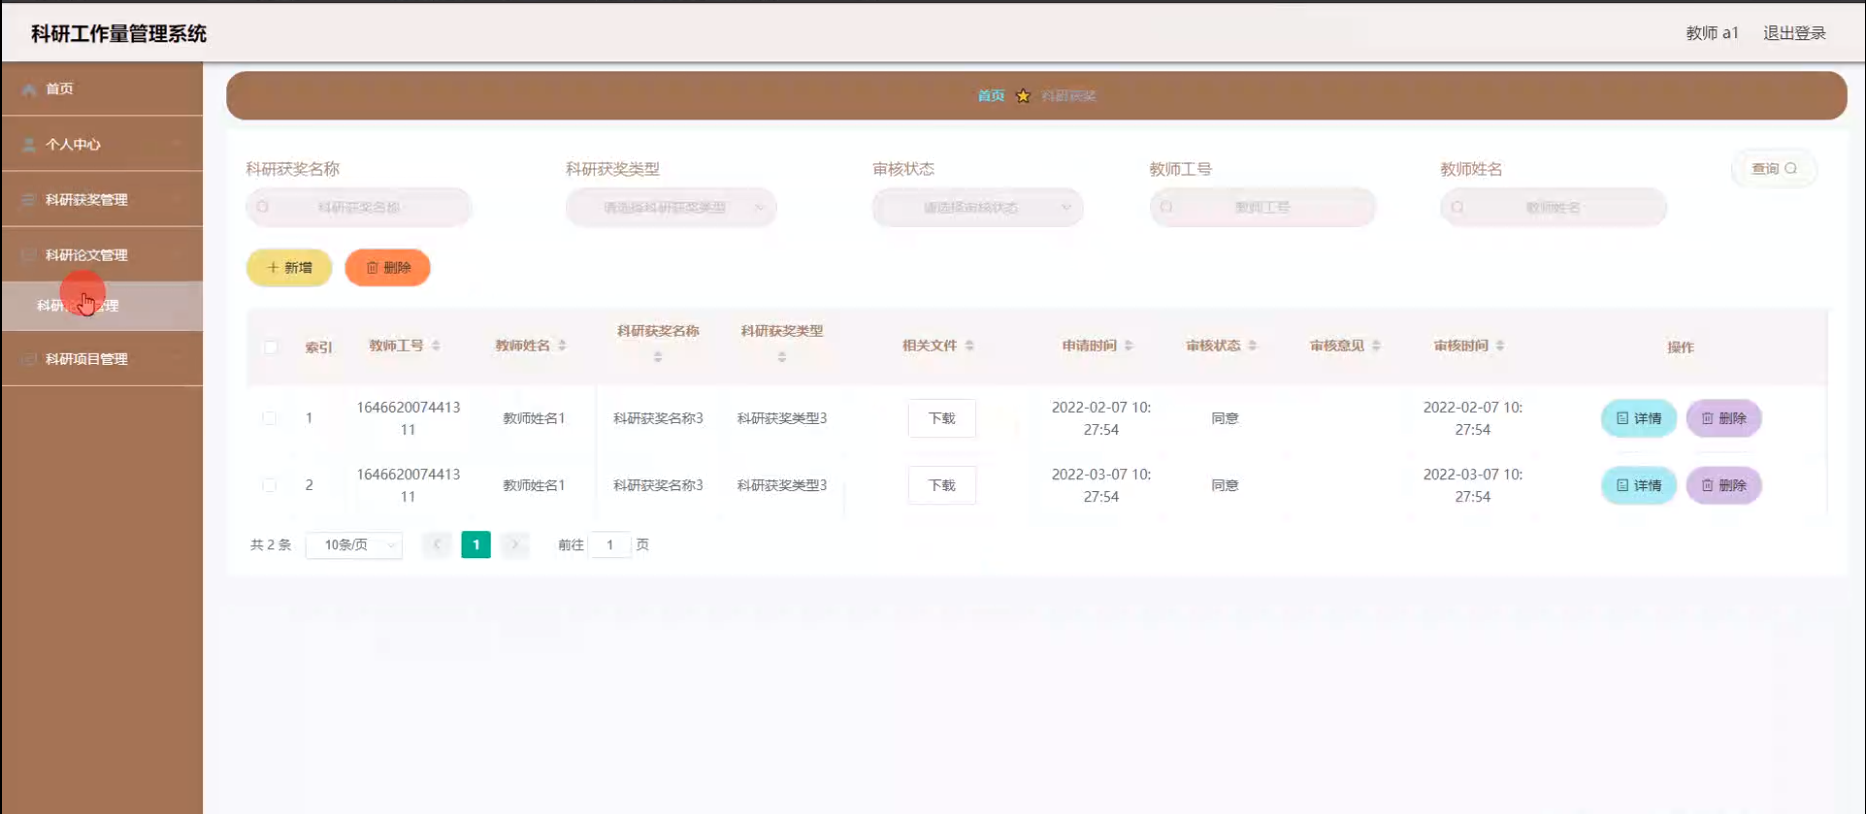 科研工作量管理系统
教师 a1 退出登录
首页
个人中心
科研获奖管理
科研论文管理
科研项目管理
首页 科研获奖
科研获奖名称 科研获奖类型 审核状态 教师工号 教师姓名 查询
科研获奖名称 请选择科研获奖类型 请选择审核状态 教师工号 教师姓名
新增 删除
索引 教师工号 教师姓名 科研获奖名称 科研获奖类型 相关文件 申请时间 审核状态 审核意见 审核时间 操作
1 1646620074413 教师姓名1 科研获奖名称3 科研获奖类型3 下载 2022-02-07 10: 同意 2022-02-07 10: 详情 删除
11 27:54 27:54
2 1646620074413 教师姓名1 科研获奖名称3 科研获奖类型3 下载 2022-03-07 10: 同意 2022-03-07 10: 详情 删除
11 27:54 27:54
共 2 条 10条/页 1 前往 1 页